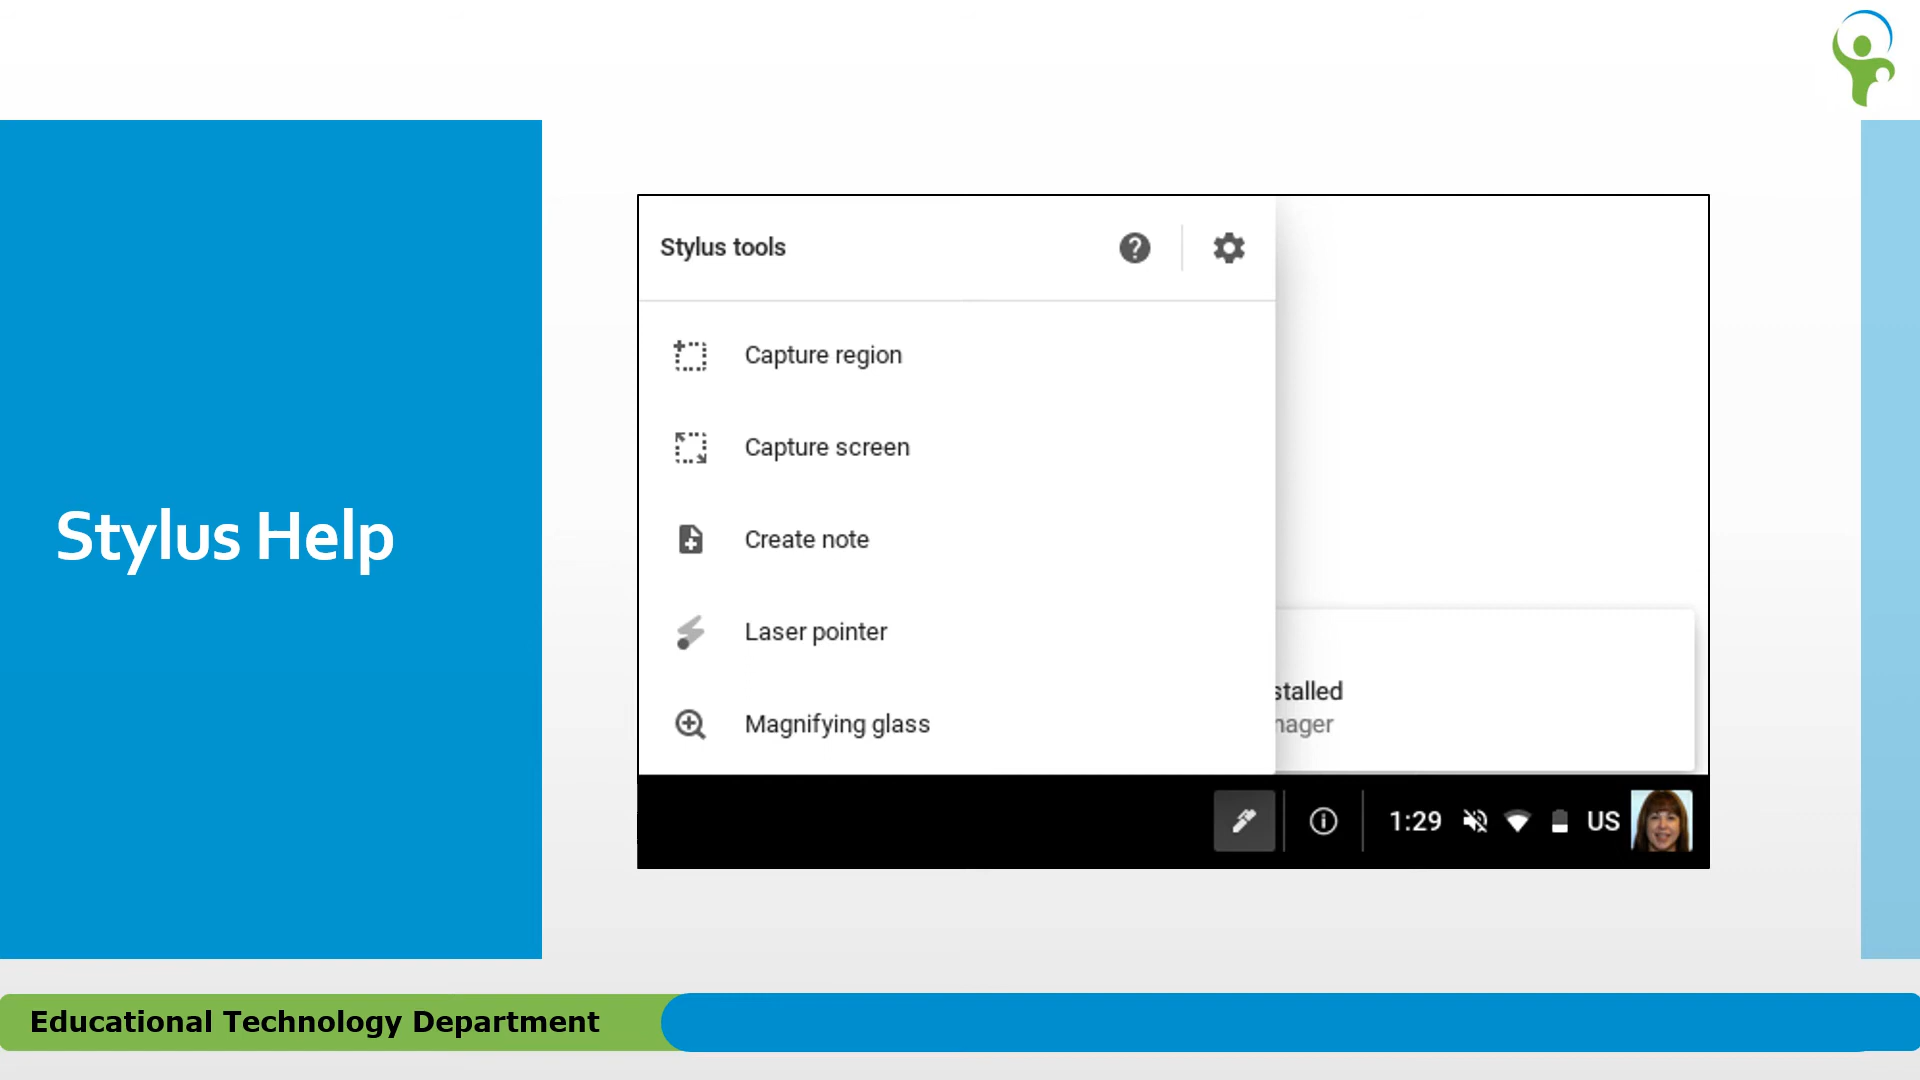 Stylus Help
Stylus tools
Capture region
Capture screen
Create note
Laser pointer
Magnifying glass
stalled
nager
1:29
US
Educational Technology Department